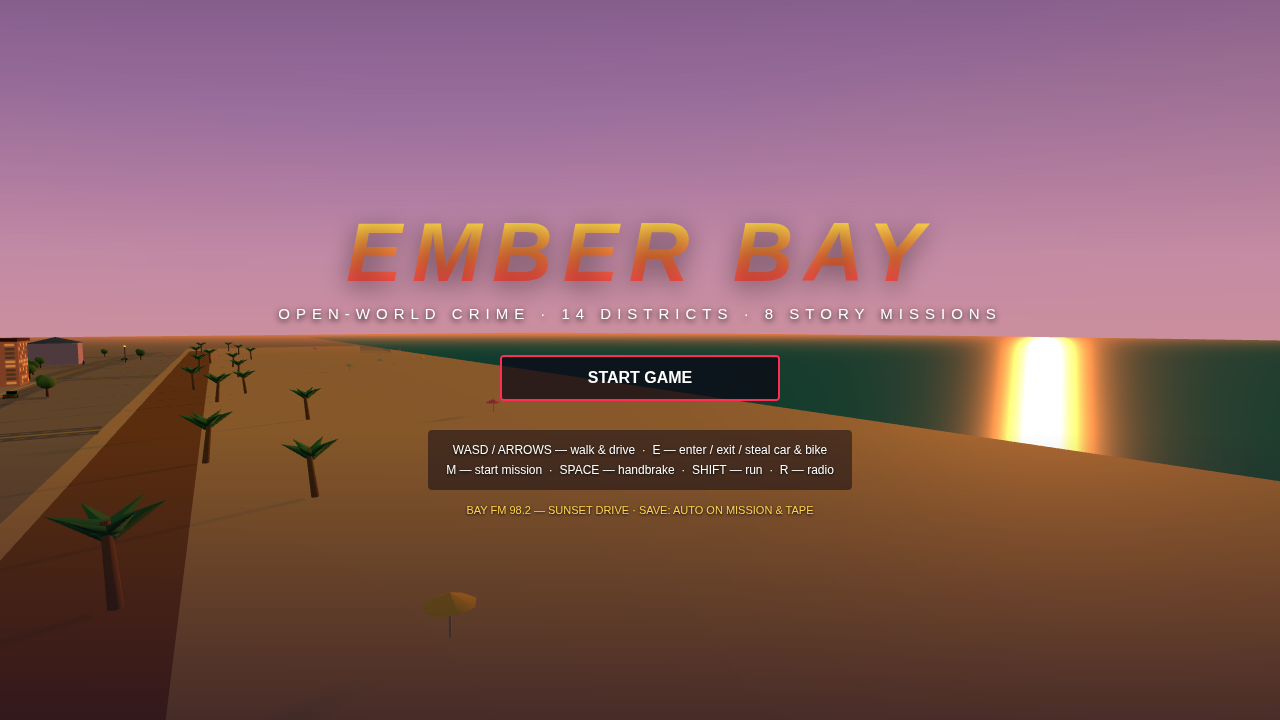 EMBER BAY
OPEN-WORLD CRIME · 14 DISTRICTS · 8 STORY MISSIONS
START GAME
WASD / ARROWS — walk & drive · E — enter / exit / steal car & bike
M — start mission · SPACE — handbrake · SHIFT — run · R — radio
BAY FM 98.2 — SUNSET DRIVE · SAVE: AUTO ON MISSION & TAPE